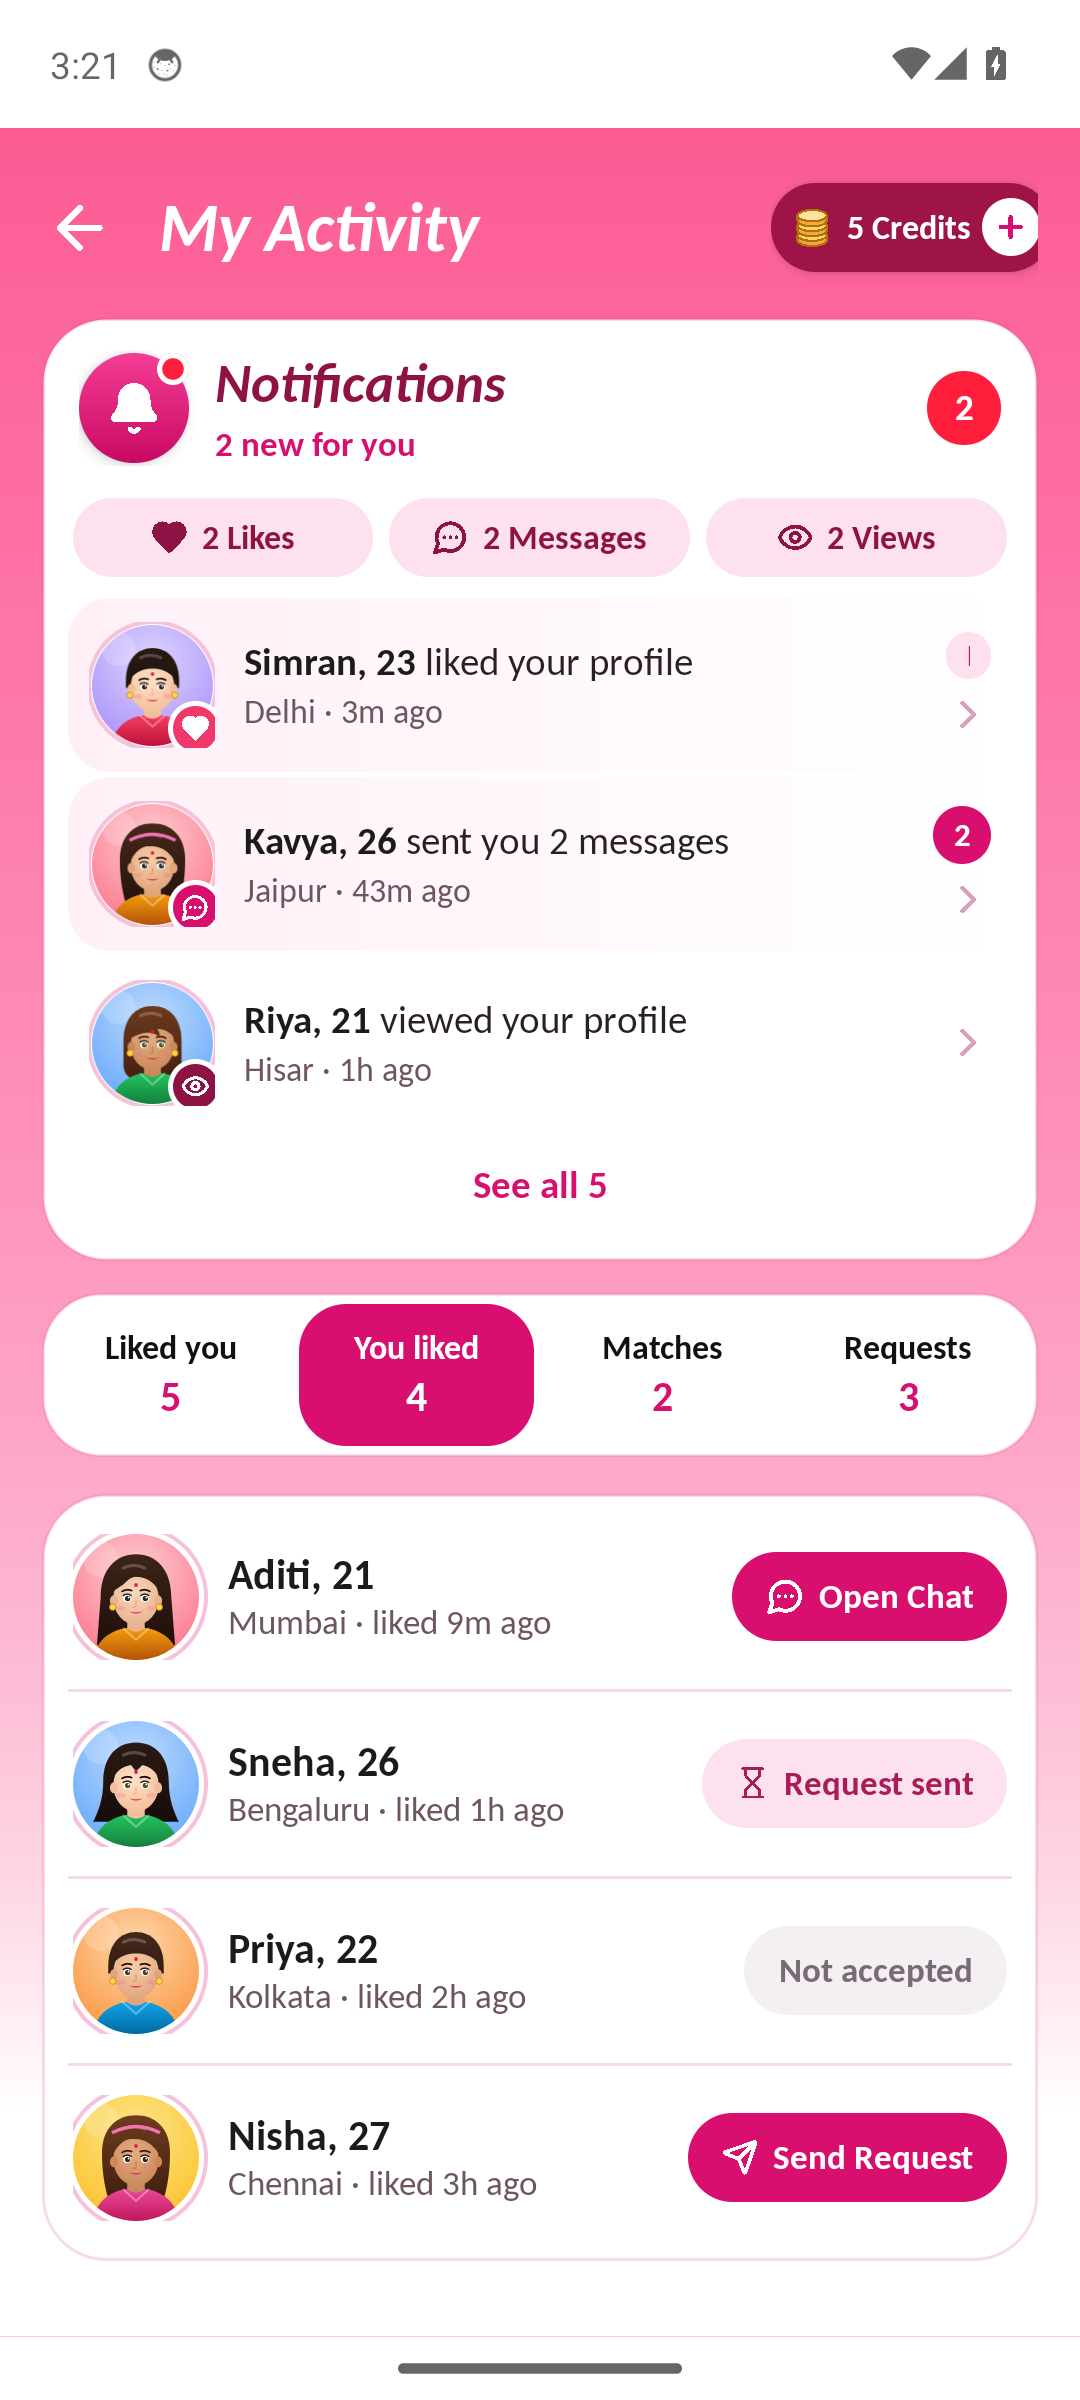 3:21
My Activity
5 Credits
Notifications
2 new for you
2
2 Likes
2 Messages
2 Views
Simran, 23 liked your profile
Delhi · 3m ago
Kavya, 26 sent you 2 messages
Jaipur · 43m ago
2
Riya, 21 viewed your profile
Hisar · 1h ago
See all 5
Liked you
5
You liked
4
Matches
2
Requests
3
Aditi, 21
Mumbai · liked 9m ago
Open Chat
Sneha, 26
Bengaluru · liked 1h ago
Request sent
Priya, 22
Kolkata · liked 2h ago
Not accepted
Nisha, 27
Chennai · liked 3h ago
Send Request